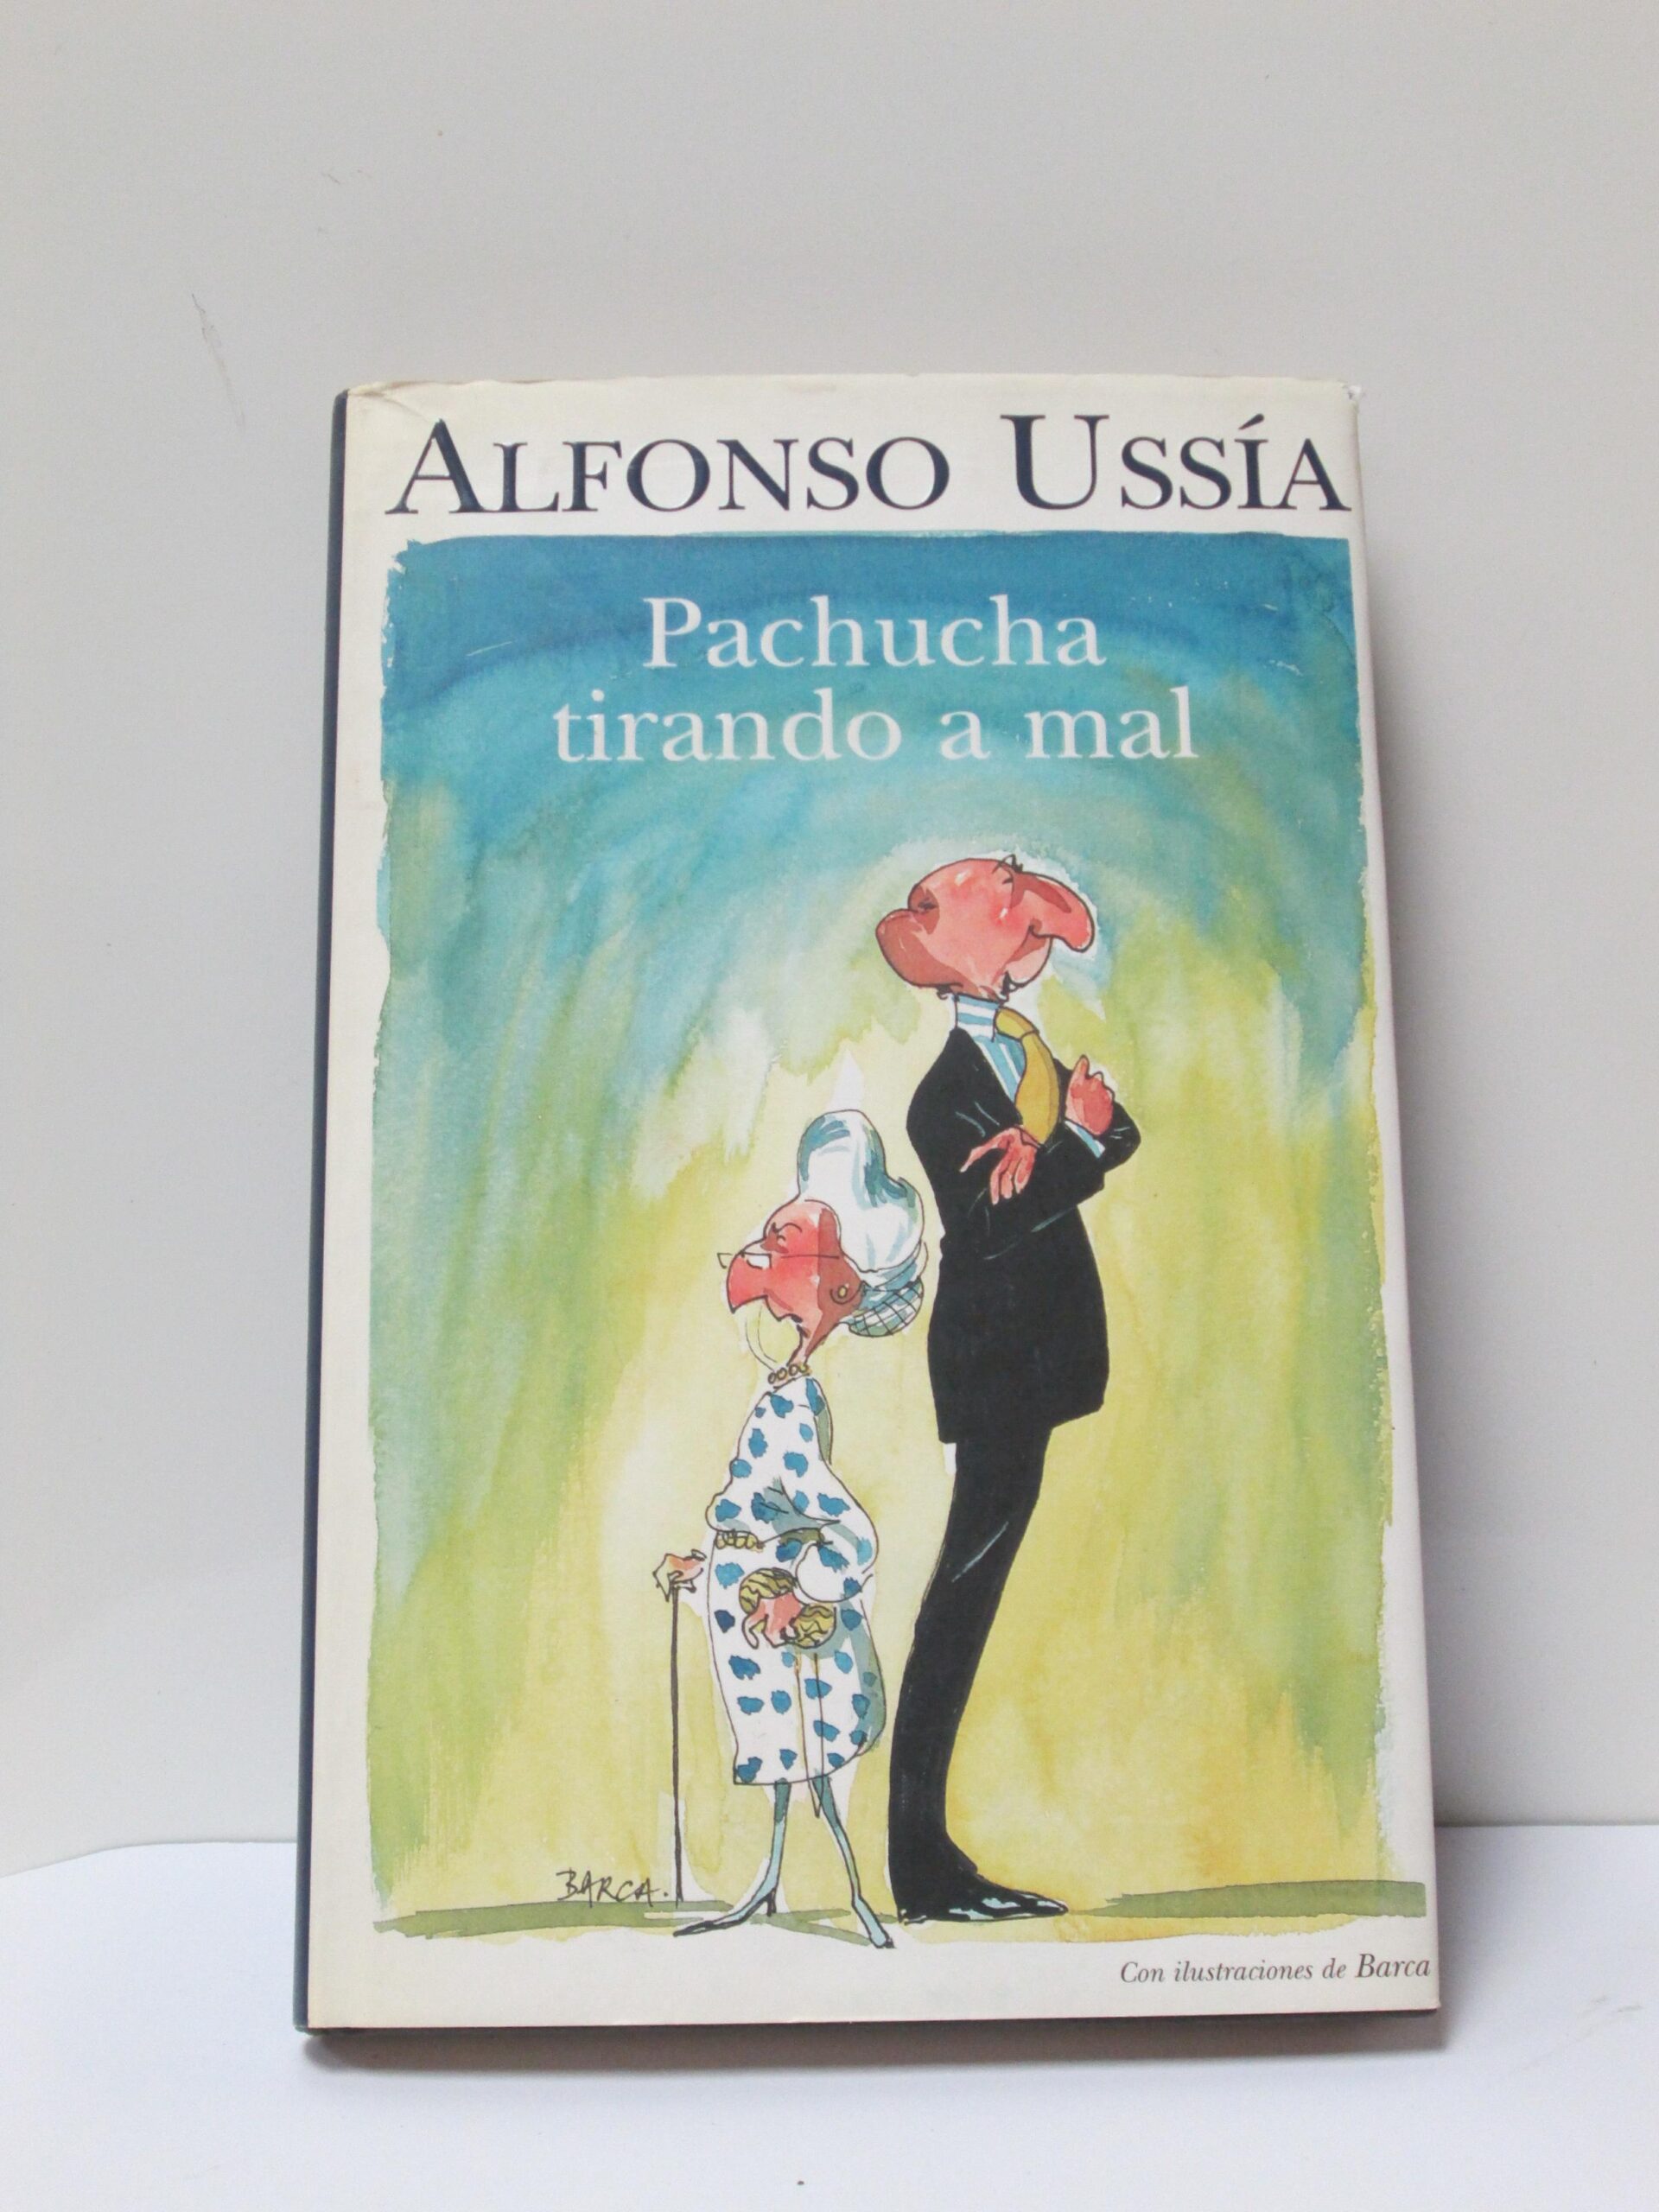 ALFONSO USSÍA
Pachucha
tirando a mal
BARCA.
Con ilustraciones de Barca